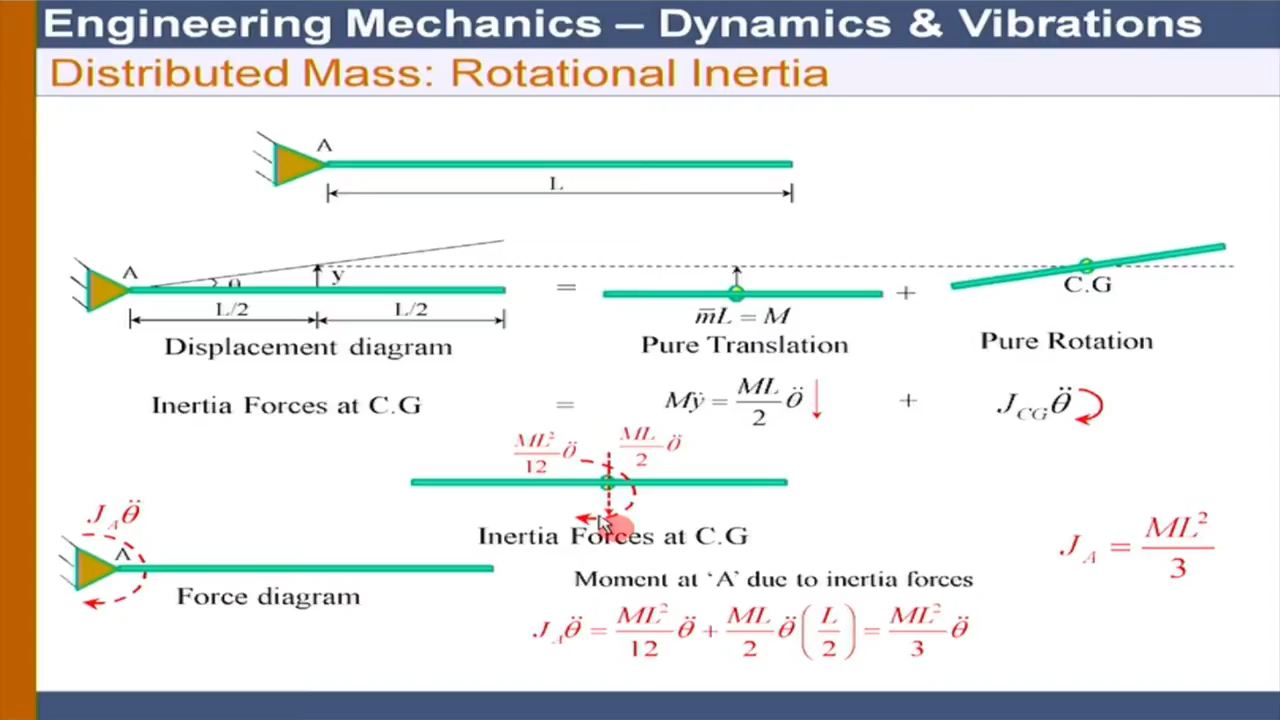 Engineering Mechanics – Dynamics & Vibrations
Distributed Mass: Rotational Inertia
A
L
A
θ
y
L/2 L/2
=
m̅L = M
+
C.G
Displacement diagram
Pure Translation
Pure Rotation
Inertia Forces at C.G = Mÿ = ML/2 θ̈ + J_CG θ̈
ML²/12 θ̈ ML/2 θ̈
Inertia Forces at C.G
J_A θ̈
A
Force diagram
J_A = ML²/3
Moment at ‘A’ due to inertia forces
J_A θ̈ = ML²/12 θ̈ + ML/2 θ̈ (L/2) = ML²/3 θ̈